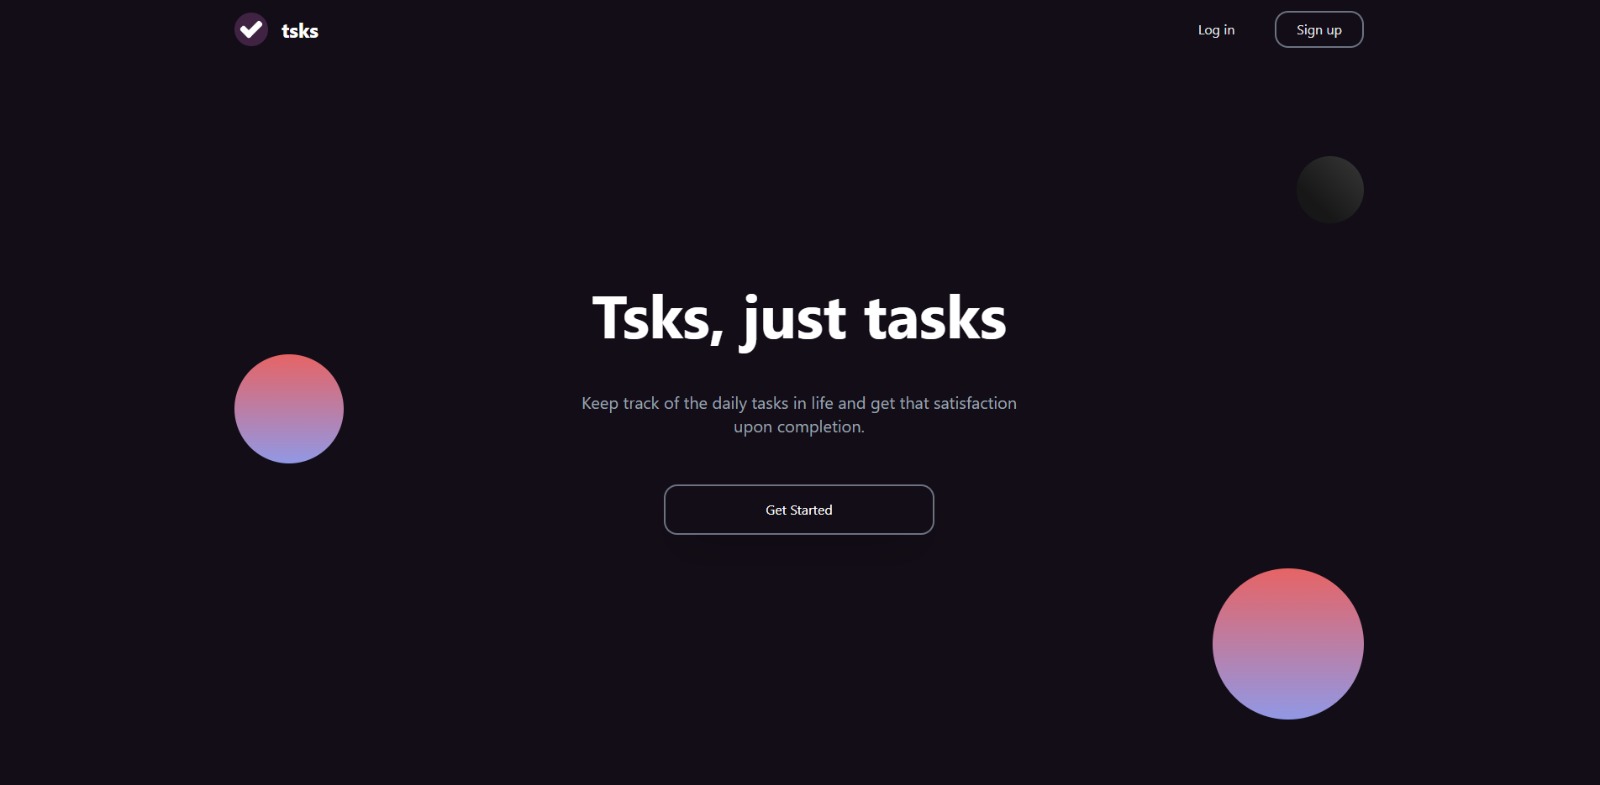 tsks
Log in
Sign up
Tsks, just tasks
Keep track of the daily tasks in life and get that satisfaction
upon completion.
Get Started